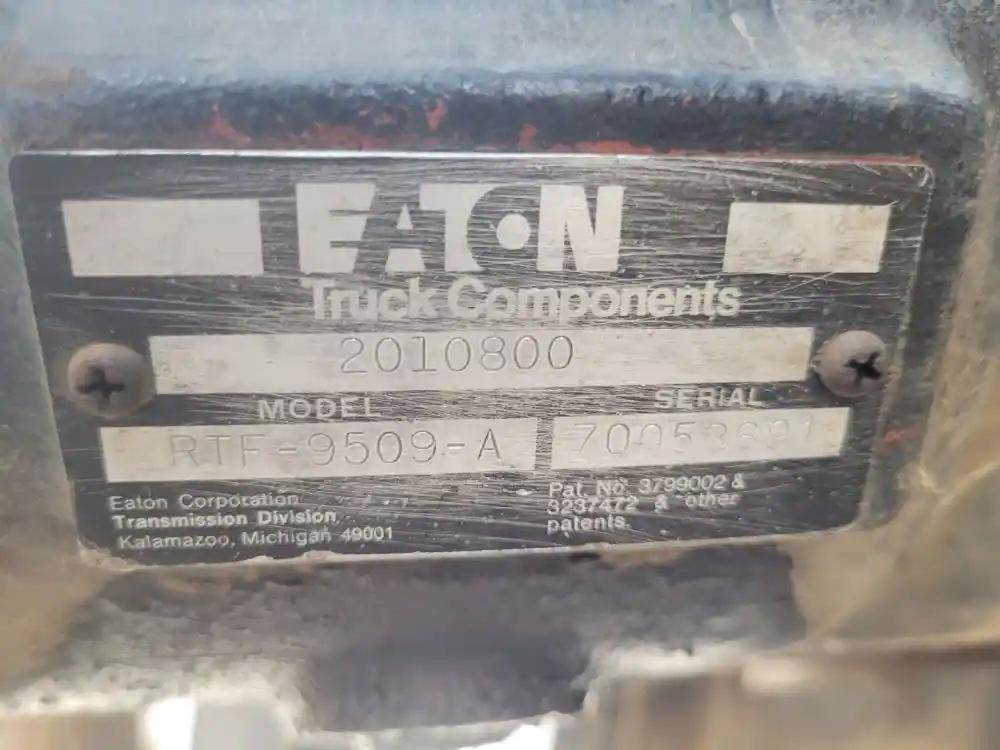 EATON
Truck Components
2010800
MODEL
SERIAL
RTF-9509-A
Eaton Corporation
Transmission Division
Kalamazoo, Michigan 49001
Pat. No. 3799002 &
3237472 & other
patents.